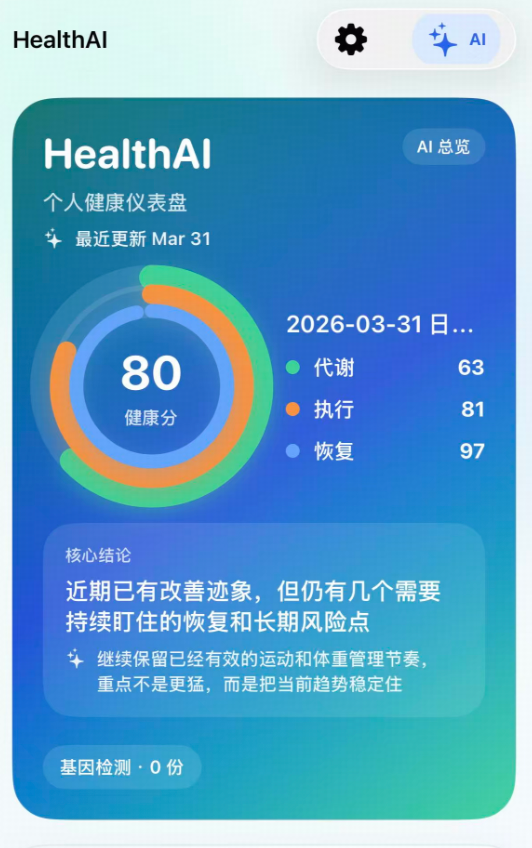 HealthAI
AI
HealthAI
AI 总览
个人健康仪表盘
最近更新 Mar 31
80
健康分
2026-03-31 日...
代谢 63
执行 81
恢复 97
核心结论
近期已有改善迹象，但仍有几个需要
持续盯住的恢复和长期风险点
继续保留已经有效的运动和体重管理节奏，
重点不是更猛，而是把当前趋势稳定住
基因检测 · 0 份